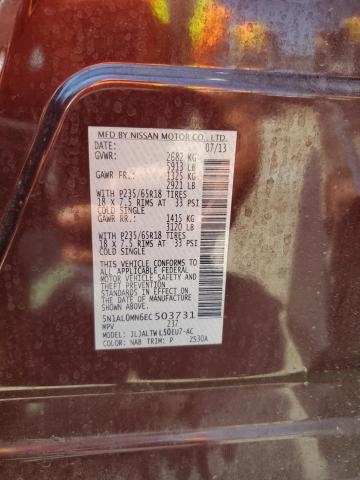 MFD BY NISSAN MOTOR CO., LTD.
DATE: 07/13
GVWR: 2682 KG
5913 LB
GAWR FR.: 1325 KG
2921 LB
WITH P235/65R18 TIRES
18 X 7.5 RIMS AT 33 PSI
COLD SINGLE
GAWR RR.: 1415 KG
3120 LB
WITH P235/65R18 TIRES
18 X 7.5 RIMS AT 33 PSI
COLD SINGLE
THIS VEHICLE CONFORMS TO
ALL APPLICABLE FEDERAL
MOTOR VEHICLE SAFETY
STANDARDS IN EFFECT ON
THE DATE OF MANUFACTURE
SHOWN ABOVE.
5N1AL0MN6EC503731
MPV 237
MODEL: JLJALTWL50EU7-AC
COLOR: NAB TRIM: P 2530A